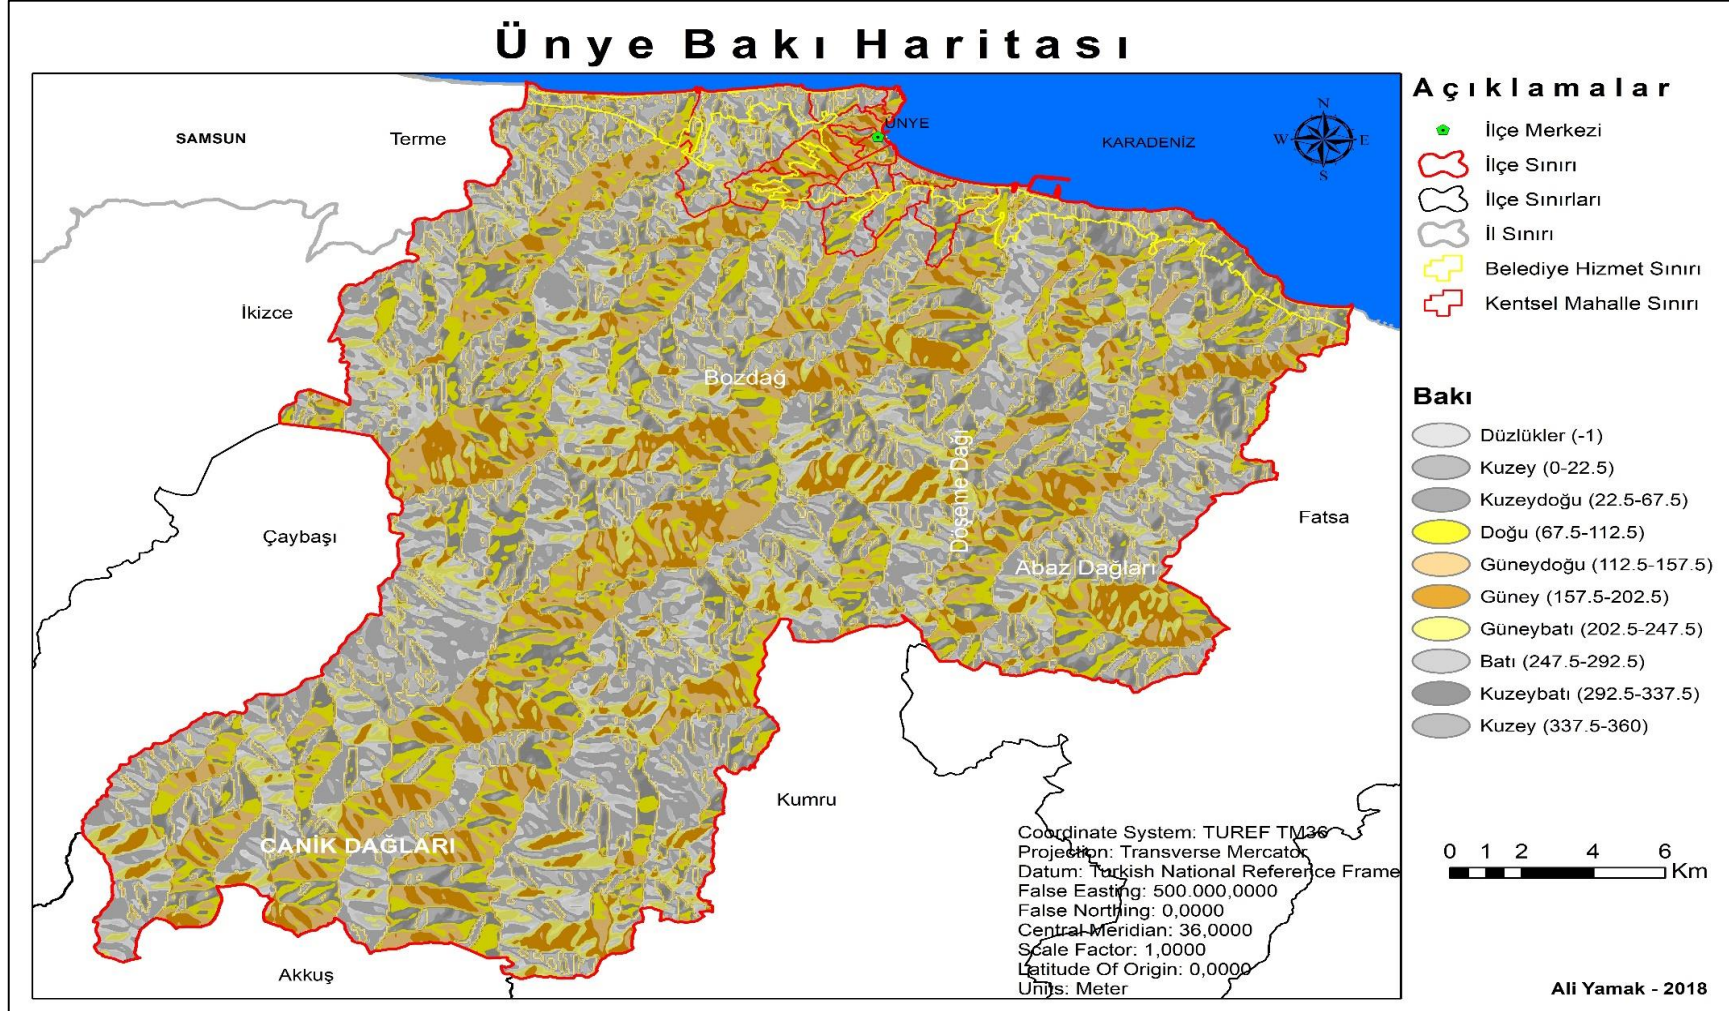 Ünye Bakı Haritası
SAMSUN
Terme
ÜNYE
KARADENİZ
N
W
E
S
İkizce
Bozdağ
Döşeme Dağı
Çaybaşı
Fatsa
Abaz Dağları
Kumru
CANİK DAĞLARI
Akkuş
Coordinate System: TUREF TM36
Projection: Transverse Mercator
Datum: Turkish National Reference Frame
False Easting: 500.000,0000
False Northing: 0,0000
Central Meridian: 36,0000
Scale Factor: 1,0000
Latitude Of Origin: 0,0000
Units: Meter
Açıklamalar
İlçe Merkezi
İlçe Sınırı
İlçe Sınırları
İl Sınırı
Belediye Hizmet Sınırı
Kentsel Mahalle Sınırı
Bakı
Düzlükler (-1)
Kuzey (0-22.5)
Kuzeydoğu (22.5-67.5)
Doğu (67.5-112.5)
Güneydoğu (112.5-157.5)
Güney (157.5-202.5)
Güneybatı (202.5-247.5)
Batı (247.5-292.5)
Kuzeybatı (292.5-337.5)
Kuzey (337.5-360)
0 1 2 4 6
Km
Ali Yamak - 2018